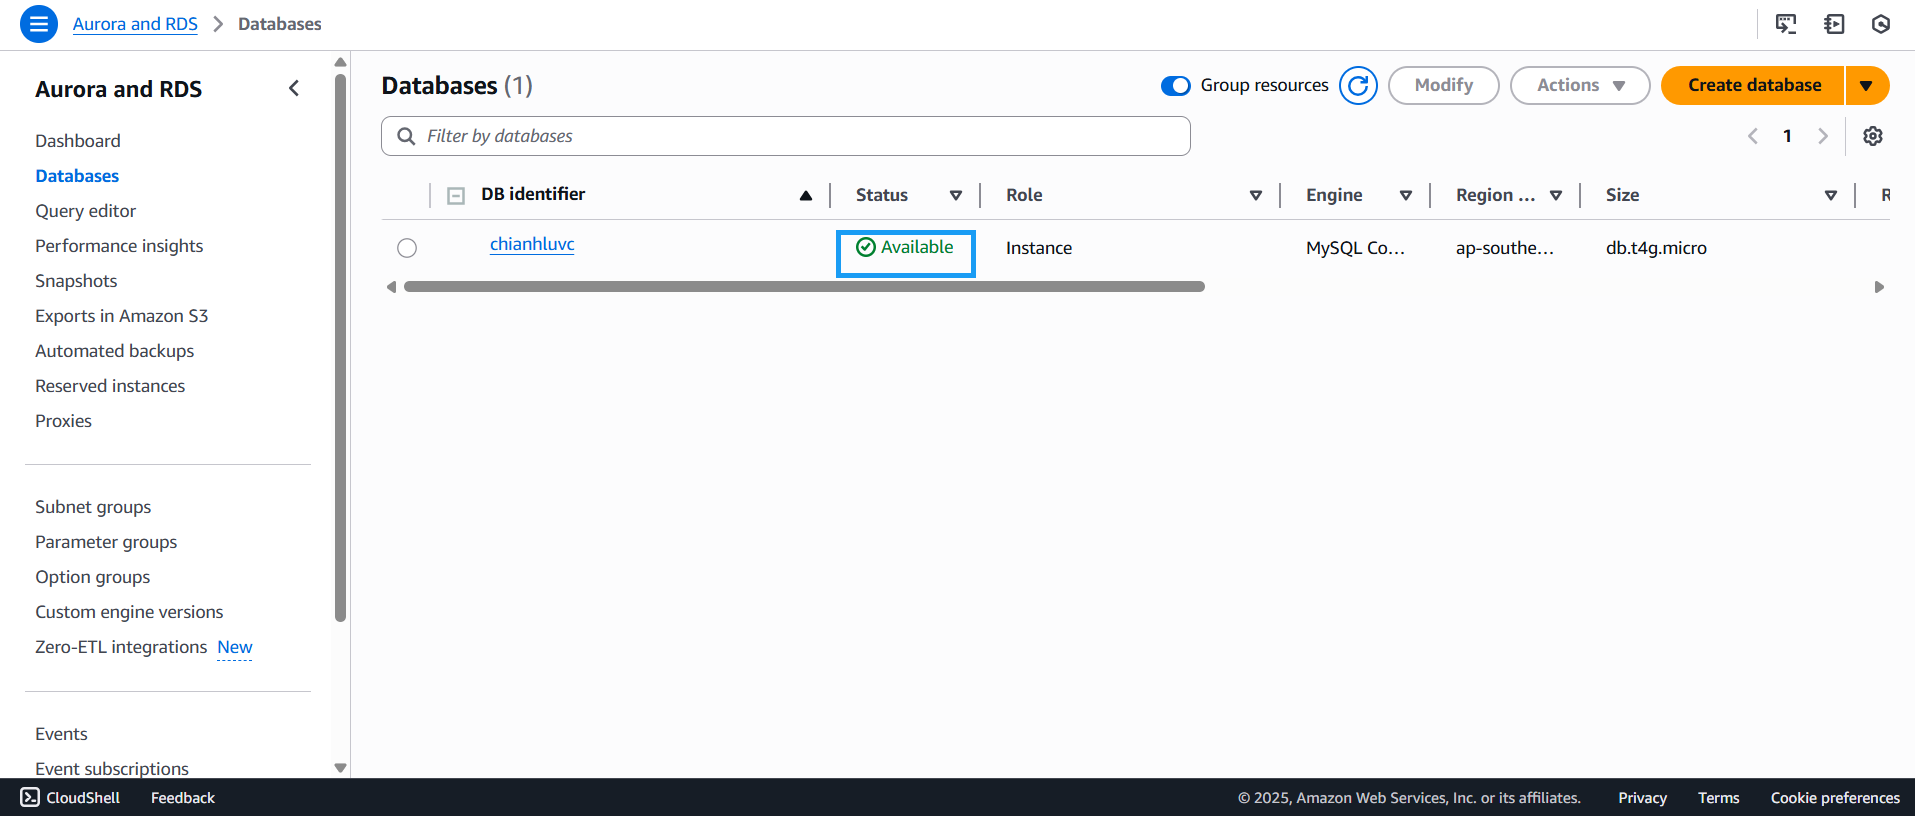 Aurora and RDS > Databases
Aurora and RDS
Dashboard
Databases
Query editor
Performance insights
Snapshots
Exports in Amazon S3
Automated backups
Reserved instances
Proxies
Subnet groups
Parameter groups
Option groups
Custom engine versions
Zero-ETL integrations New
Events
Event subscriptions
Databases (1)
Group resources
Modify
Actions
Create database
Filter by databases
1
DB identifier Status Role Engine Region ... Size R
chianhluvc Available Instance MySQL Co... ap-southe... db.t4g.micro
CloudShell Feedback © 2025, Amazon Web Services, Inc. or its affiliates. Privacy Terms Cookie preferences